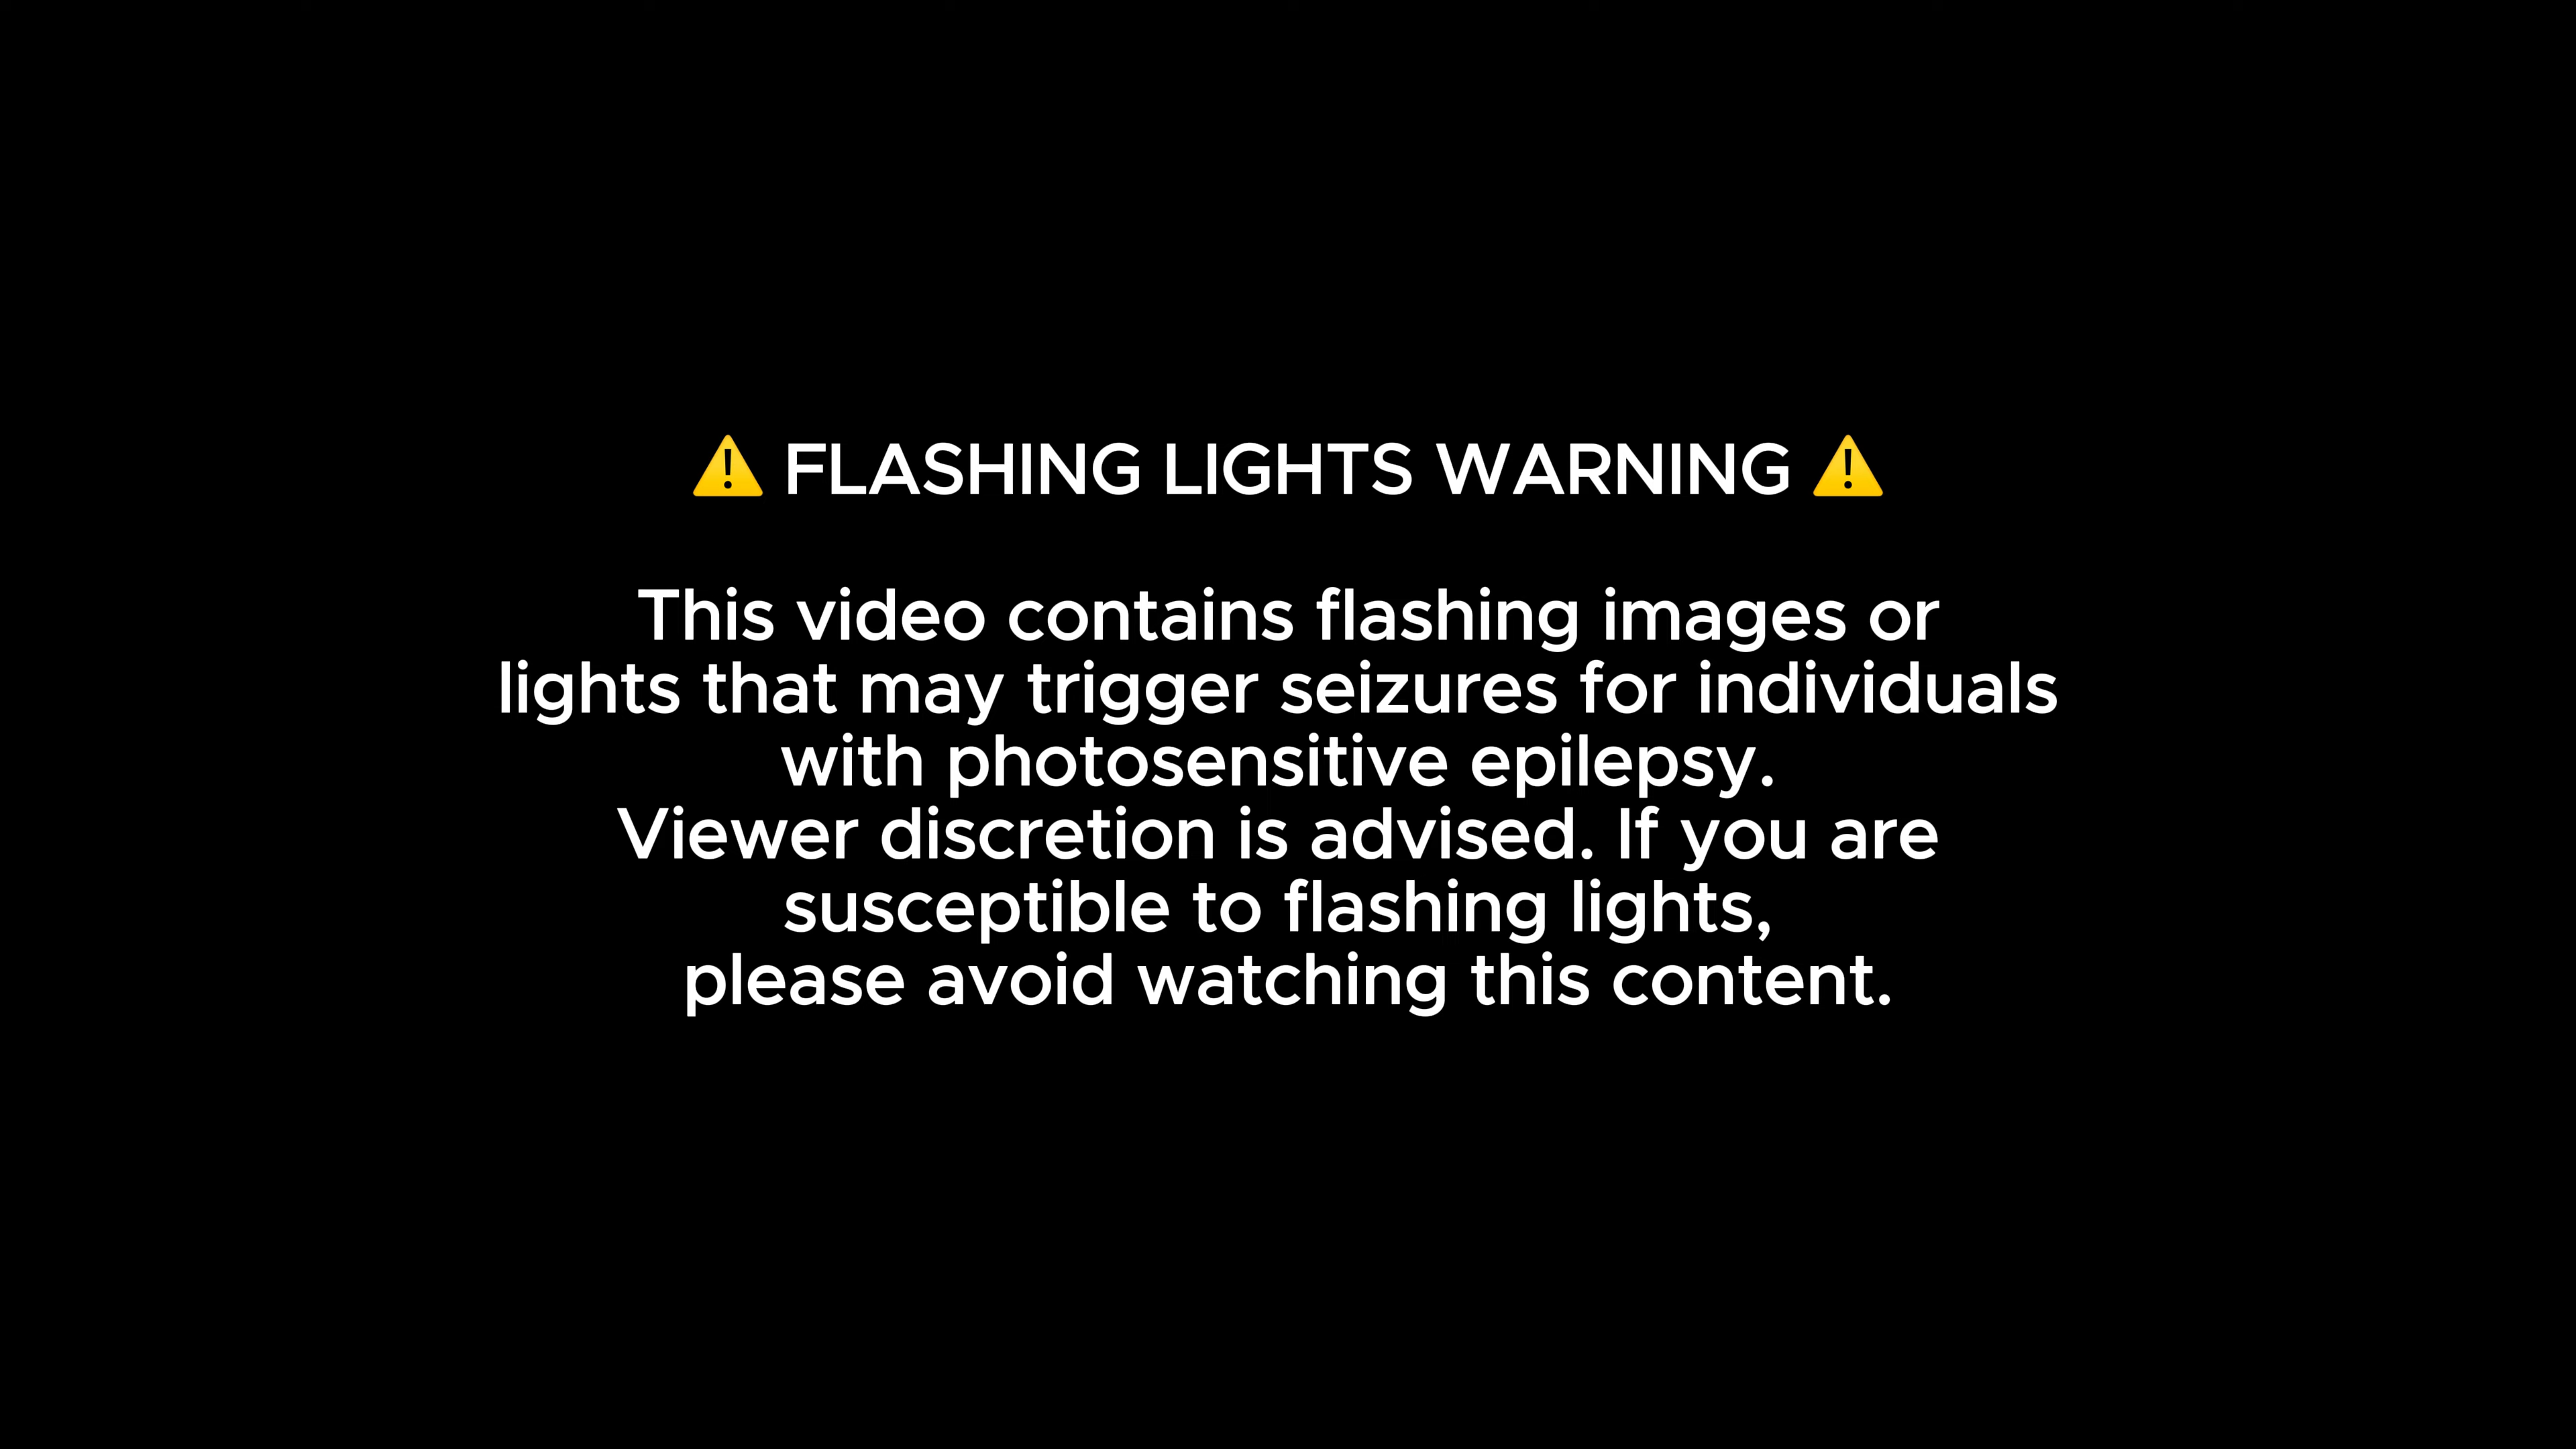 ⚠️ FLASHING LIGHTS WARNING ⚠️
This video contains flashing images or
lights that may trigger seizures for individuals
with photosensitive epilepsy.
Viewer discretion is advised. If you are
susceptible to flashing lights,
please avoid watching this content.